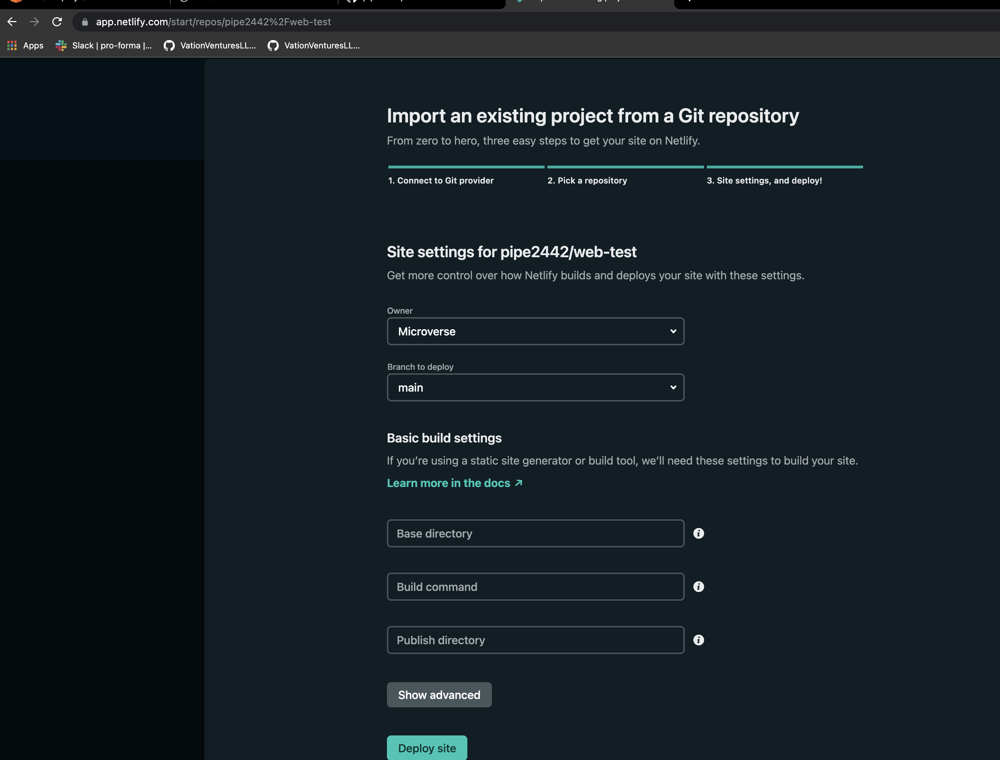 app.netlify.com/start/repos/pipe2442%2Fweb-test
Apps
Slack | pro-forma |...
VationVenturesLL...
VationVenturesLL...
Import an existing project from a Git repository
From zero to hero, three easy steps to get your site on Netlify.
1. Connect to Git provider
2. Pick a repository
3. Site settings, and deploy!
Site settings for pipe2442/web-test
Get more control over how Netlify builds and deploys your site with these settings.
Owner
Microverse
Branch to deploy
main
Basic build settings
If you’re using a static site generator or build tool, we’ll need these settings to build your site.
Learn more in the docs ↗
Base directory
Build command
Publish directory
Show advanced
Deploy site